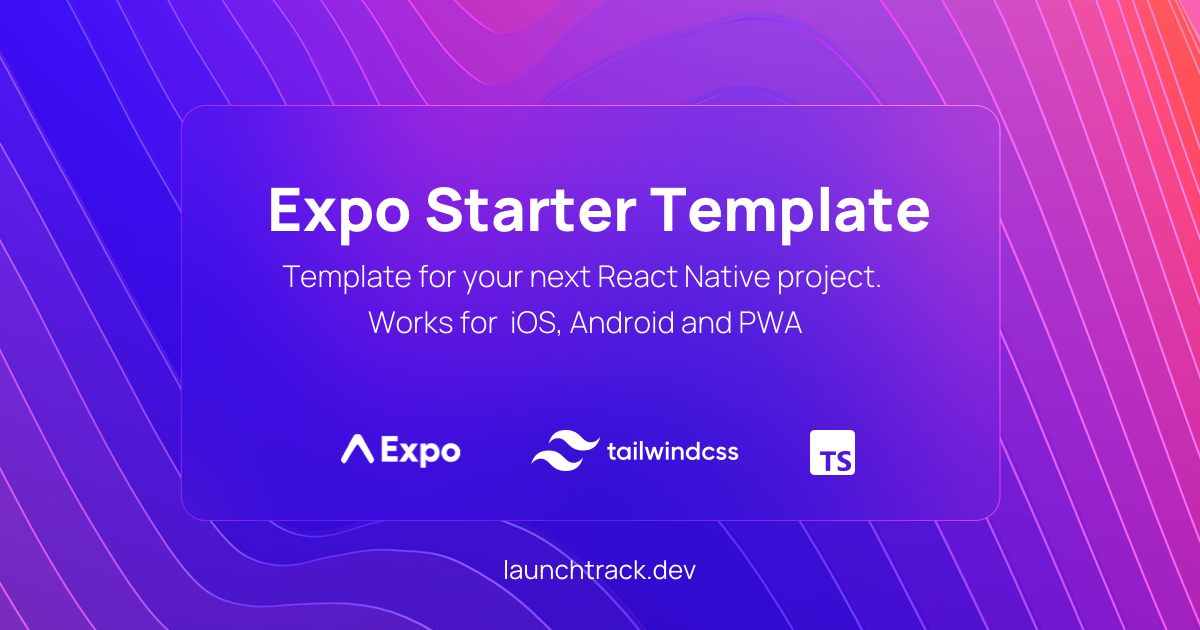 Expo Starter Template
Template for your next React Native project.
Works for iOS, Android and PWA
Expo tailwindcss TS
launchtrack.dev